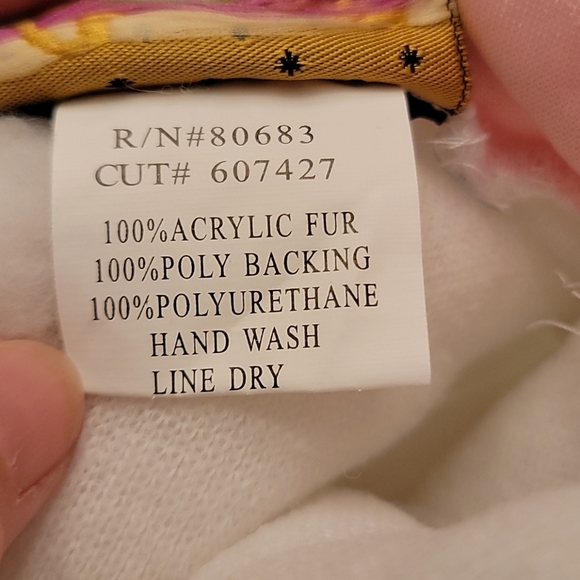 R/N#80683
CUT# 607427
100%ACRYLIC FUR
100%POLY BACKING
100%POLYURETHANE
HAND WASH
LINE DRY